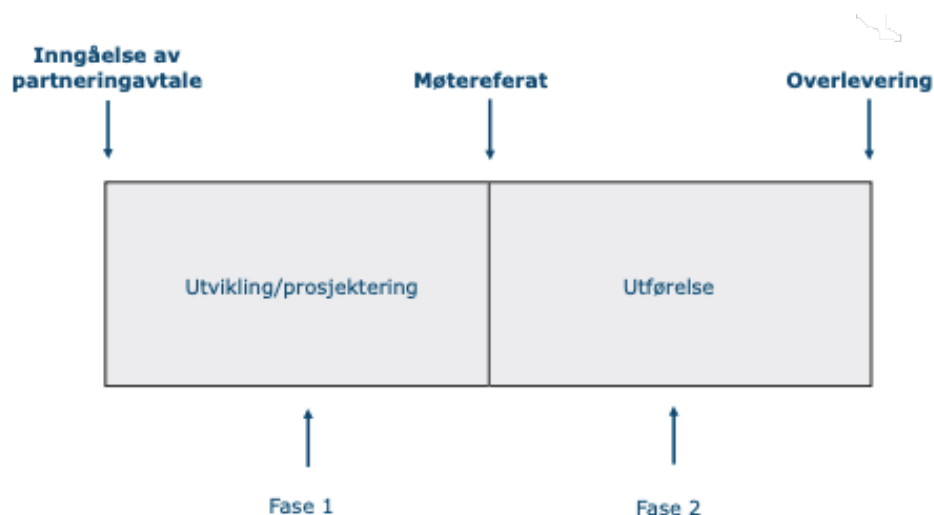 Inngåelse av
partneringavtale
Møtereferat
Overlevering
Utvikling/prosjektering
Utførelse
Fase 1
Fase 2